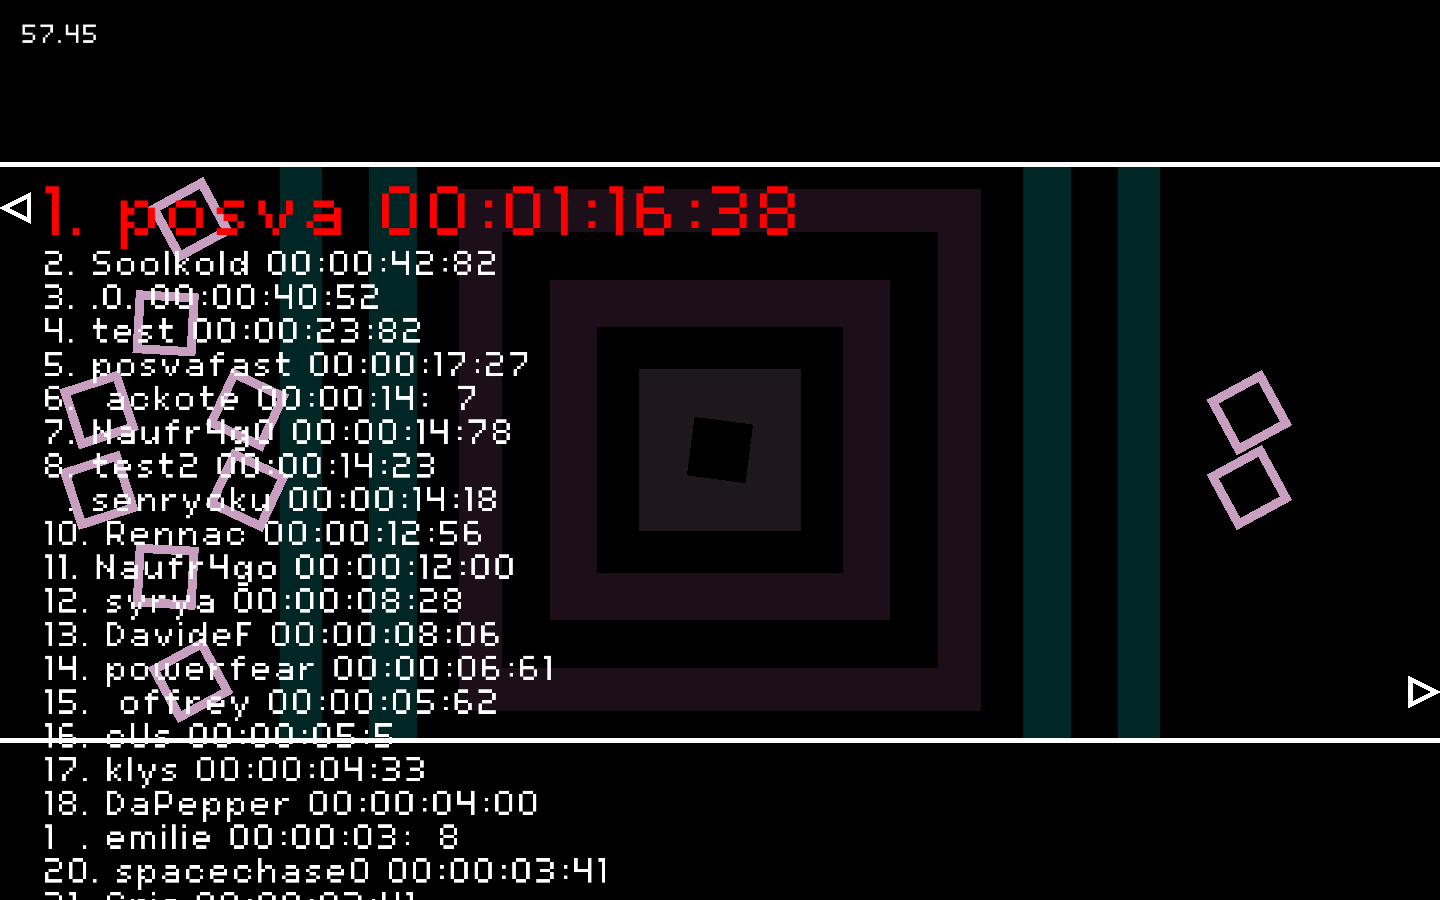 57.45
1. posva 00:01:16:38
2. Soolkold 00:00:42:82
3. .0. 00:00:40:52
4. test 00:00:23:82
5. posvafast 00:00:17:27
6. ackote 00:00:14: 7
7. Naufr4g0 00:00:14:78
8. test2 00:00:14:23
. senryoku 00:00:14:18
10. Rennac 00:00:12:56
11. Naufr4go 00:00:12:00
12. syrya 00:00:08:28
13. DavideF 00:00:08:06
14. powerfear 00:00:06:61
15. offrey 00:00:05:62
16. oUs 00:00:05:5
17. klys 00:00:04:33
18. DaPepper 00:00:04:00
1 . emilie 00:00:03: 8
20. spacechase0 00:00:03:41